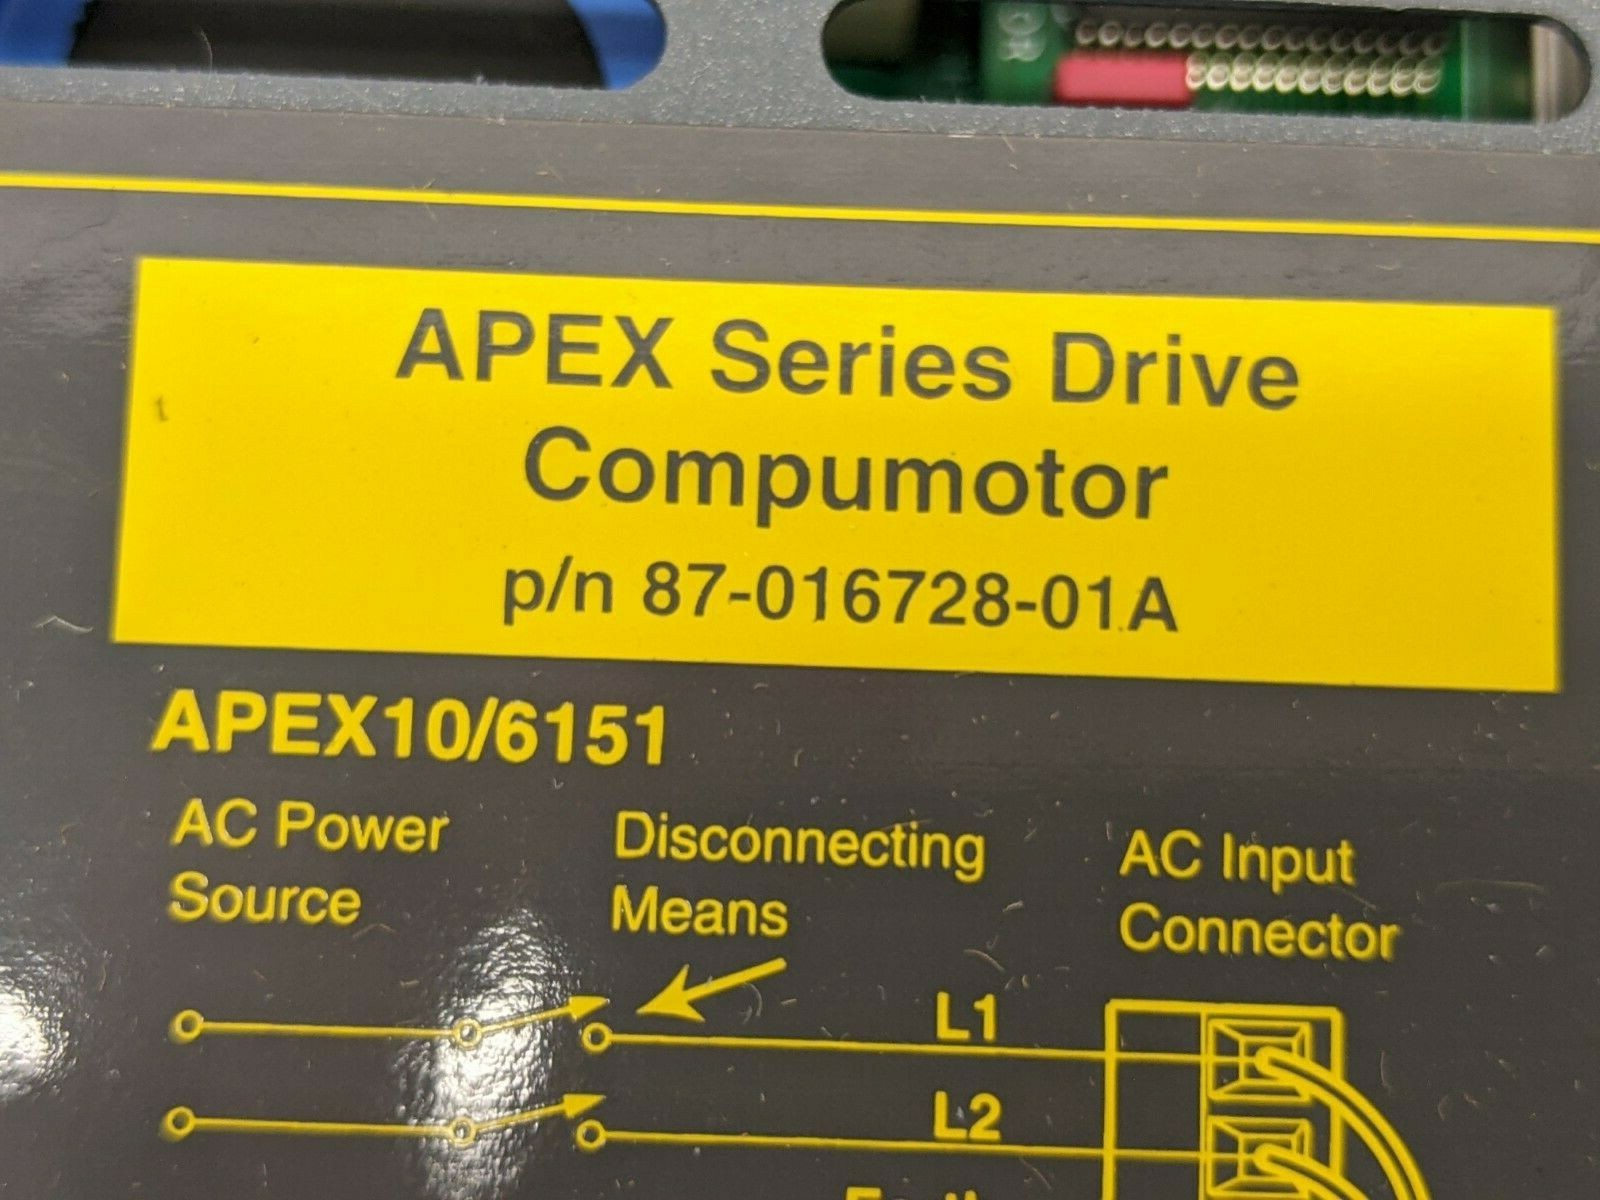 APEX Series Drive
Compumotor
p/n 87-016728-01A
APEX10/6151
AC Power
Source
Disconnecting
Means
AC Input
Connector
L1
L2